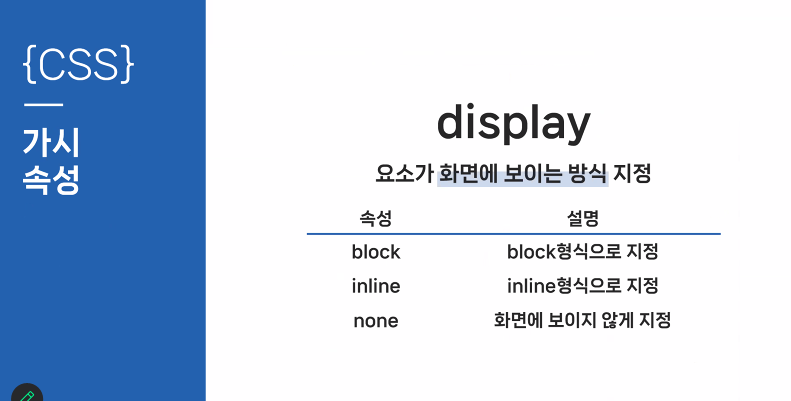 {CSS}
가시
속성
display
요소가 화면에 보이는 방식 지정
속성 설명
block block형식으로 지정
inline inline형식으로 지정
none 화면에 보이지 않게 지정